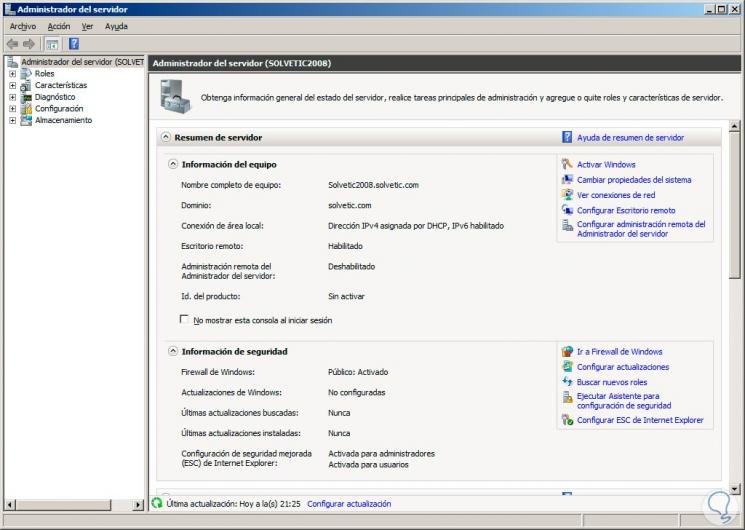 Administrador del servidor
Archivo Acción Ver Ayuda
Administrador del servidor (SOLVET
Roles
Características
Diagnóstico
Configuración
Almacenamiento
Administrador del servidor (SOLVETIC2008)
Obtenga información general del estado del servidor, realice tareas principales de administración y agregue o quite roles y características de servidor.
Resumen de servidor
Ayuda de resumen de servidor
Información del equipo
Nombre completo de equipo: Solvetic2008.solvetic.com
Dominio: solvetic.com
Conexión de área local: Dirección IPv4 asignada por DHCP, IPv6 habilitado
Escritorio remoto: Habilitado
Administración remota del
Administrador del servidor: Deshabilitado
Id. del producto: Sin activar
No mostrar esta consola al iniciar sesión
Activar Windows
Cambiar propiedades del sistema
Ver conexiones de red
Configurar Escritorio remoto
Configurar administración remota del
Administrador del servidor
Información de seguridad
Firewall de Windows: Público: Activado
Actualizaciones de Windows: No configuradas
Últimas actualizaciones buscadas: Nunca
Últimas actualizaciones instaladas: Nunca
Configuración de seguridad mejorada Activada para administradores
(ESC) de Internet Explorer: Activada para usuarios
Ir a Firewall de Windows
Configurar actualizaciones
Buscar nuevos roles
Ejecutar Asistente para
configuración de seguridad
Configurar ESC de Internet Explorer
Última actualización: Hoy a la(s) 21:25 Configurar actualización